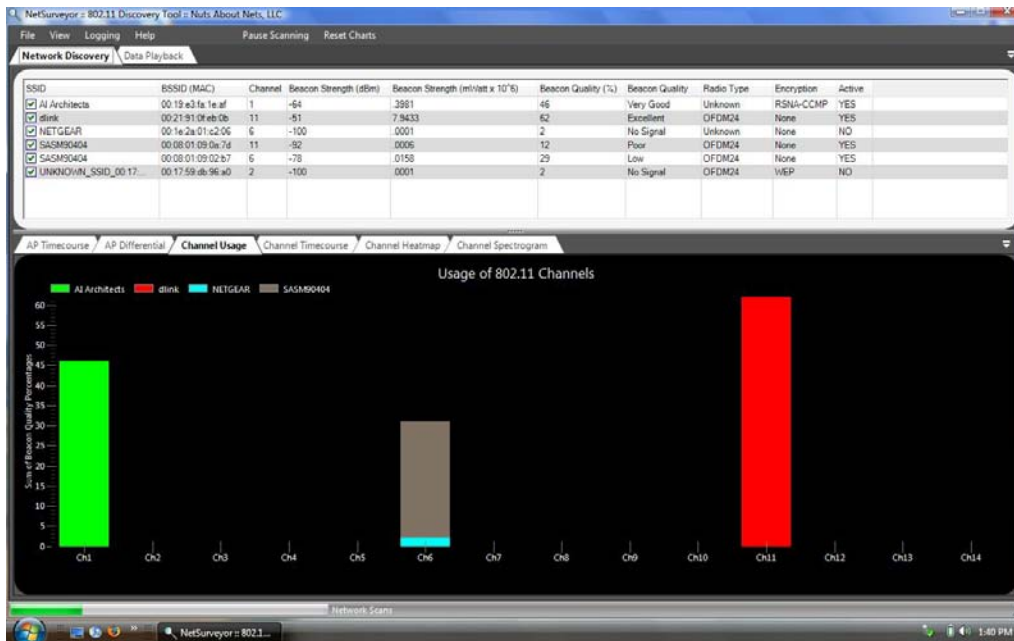 NetSurveyor :: 802.11 Discovery Tool :: Nuts About Nets, LLC
File View Logging Help Pause Scanning Reset Charts
Network Discovery Data Playback
SSID BSSID (MAC) Channel Beacon Strength (dBm) Beacon Strength (mWatt x 10^6) Beacon Quality (%) Beacon Quality Radio Type Encryption Active
AI Architects 00:19:e3:fa:1e:af 1 -64 .3981 46 Very Good Unknown RSNA-CCMP YES
dlink 00:21:91:0f:eb:0b 11 -51 7.9433 62 Excellent OFDM24 None YES
NETGEAR 00:1e:2a:01:c2:06 6 -100 .0001 2 No Signal Unknown None NO
SASM90404 00:08:01:09:0a:7d 11 -92 .0006 12 Poor OFDM24 None YES
SASM90404 00:08:01:09:02:b7 6 -78 .0158 29 Low OFDM24 None YES
UNKNOWN_SSID_00:17... 00:17:59:db:96:a0 2 -100 .0001 2 No Signal OFDM24 WEP NO
AP Timecourse AP Differential Channel Usage Channel Timecourse Channel Heatmap Channel Spectrogram
Usage of 802.11 Channels
AI Architects dlink NETGEAR SASM90404
Sum of Beacon Quality Percentages
60
55
50
45
40
35
30
25
20
15
10
5
0
Ch1 Ch2 Ch3 Ch4 Ch5 Ch6 Ch7 Ch8 Ch9 Ch10 Ch11 Ch12 Ch13 Ch14
Network Scans
NetSurveyor :: 802.1... 1:40 PM